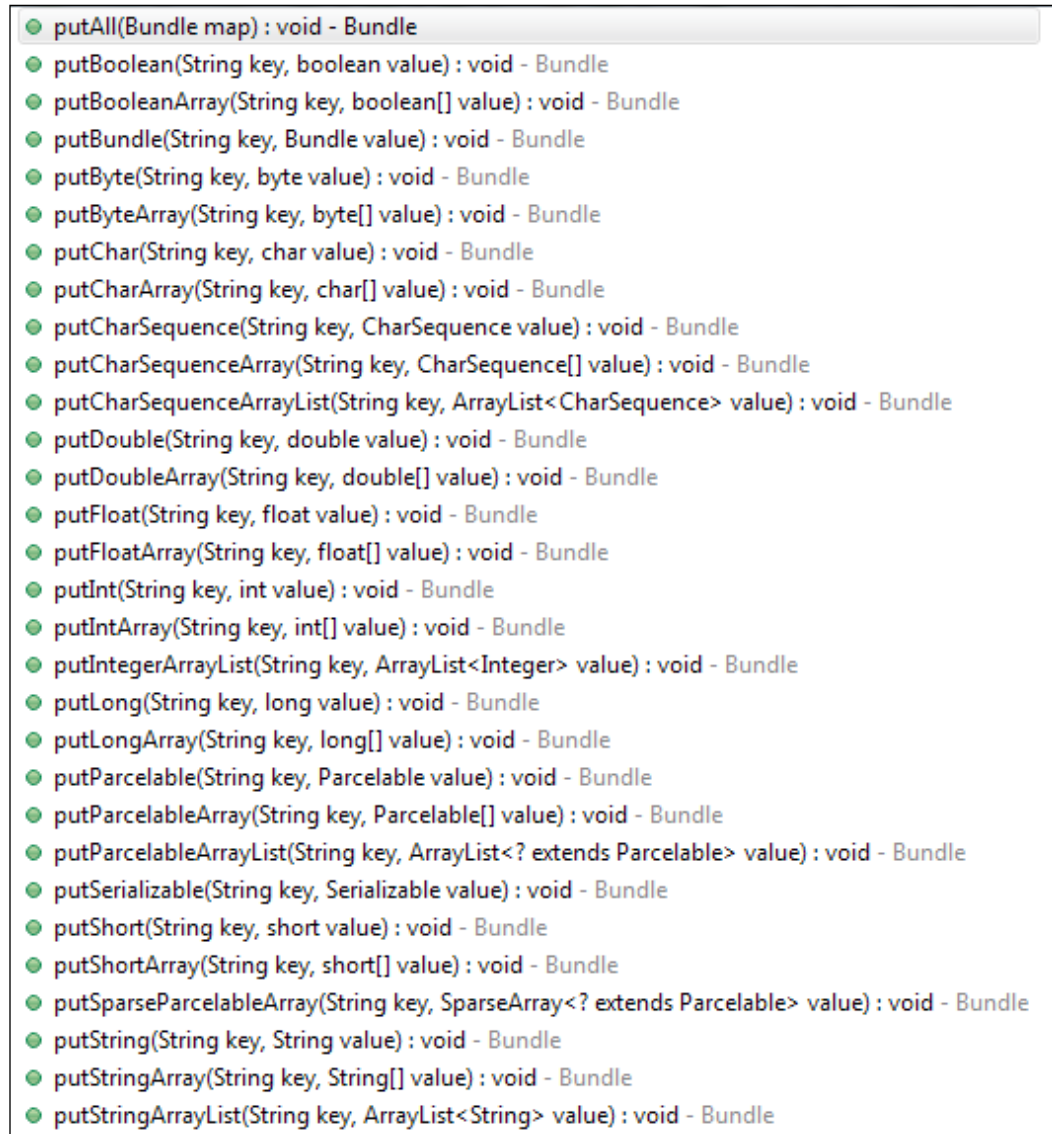 putAll(Bundle map) : void - Bundle
putBoolean(String key, boolean value) : void - Bundle
putBooleanArray(String key, boolean[] value) : void - Bundle
putBundle(String key, Bundle value) : void - Bundle
putByte(String key, byte value) : void - Bundle
putByteArray(String key, byte[] value) : void - Bundle
putChar(String key, char value) : void - Bundle
putCharArray(String key, char[] value) : void - Bundle
putCharSequence(String key, CharSequence value) : void - Bundle
putCharSequenceArray(String key, CharSequence[] value) : void - Bundle
putCharSequenceArrayList(String key, ArrayList<CharSequence> value) : void - Bundle
putDouble(String key, double value) : void - Bundle
putDoubleArray(String key, double[] value) : void - Bundle
putFloat(String key, float value) : void - Bundle
putFloatArray(String key, float[] value) : void - Bundle
putInt(String key, int value) : void - Bundle
putIntArray(String key, int[] value) : void - Bundle
putIntegerArrayList(String key, ArrayList<Integer> value) : void - Bundle
putLong(String key, long value) : void - Bundle
putLongArray(String key, long[] value) : void - Bundle
putParcelable(String key, Parcelable value) : void - Bundle
putParcelableArray(String key, Parcelable[] value) : void - Bundle
putParcelableArrayList(String key, ArrayList<? extends Parcelable> value) : void - Bundle
putSerializable(String key, Serializable value) : void - Bundle
putShort(String key, short value) : void - Bundle
putShortArray(String key, short[] value) : void - Bundle
putSparseParcelableArray(String key, SparseArray<? extends Parcelable> value) : void - Bundle
putString(String key, String value) : void - Bundle
putStringArray(String key, String[] value) : void - Bundle
putStringArrayList(String key, ArrayList<String> value) : void - Bundle